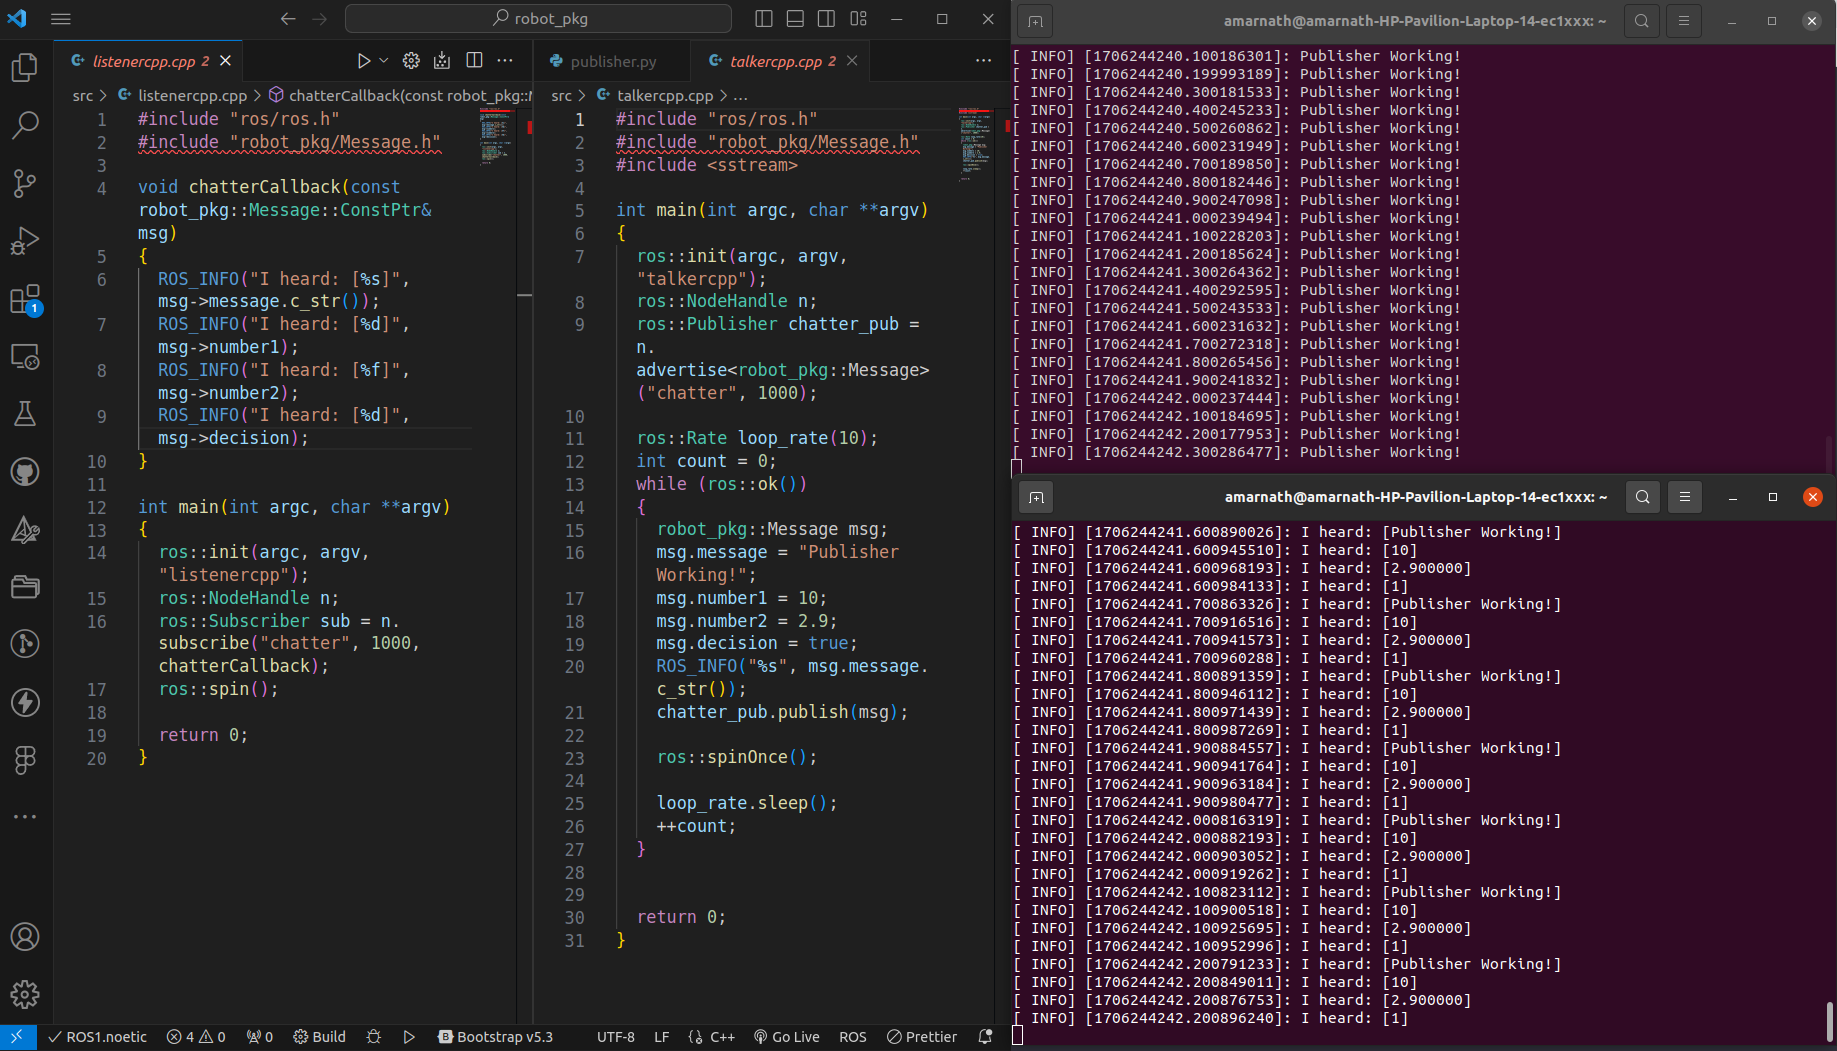 robot_pkg
listenercpp.cpp 2
src > listenercpp.cpp > chatterCallback(const robot_pkg::
1 #include "ros/ros.h"
2 #include "robot_pkg/Message.h"
3
4 void chatterCallback(const
robot_pkg::Message::ConstPtr&
msg)
5 {
6 ROS_INFO("I heard: [%s]",
msg->message.c_str());
7 ROS_INFO("I heard: [%d]",
msg->number1);
8 ROS_INFO("I heard: [%f]",
msg->number2);
9 ROS_INFO("I heard: [%d]",
msg->decision);
10 }
11
12 int main(int argc, char **argv)
13 {
14 ros::init(argc, argv,
"listenercpp");
15 ros::NodeHandle n;
16 ros::Subscriber sub = n.
subscribe("chatter", 1000,
chatterCallback);
17 ros::spin();
18
19 return 0;
20 }
publisher.py
talkercpp.cpp 2
src > talkercpp.cpp > ...
1 #include "ros/ros.h"
2 #include "robot_pkg/Message.h"
3 #include <sstream>
4
5 int main(int argc, char **argv)
6 {
7 ros::init(argc, argv,
"talkercpp");
8 ros::NodeHandle n;
9 ros::Publisher chatter_pub =
n.
advertise<robot_pkg::Message>
("chatter", 1000);
10
11 ros::Rate loop_rate(10);
12 int count = 0;
13 while (ros::ok())
14 {
15 robot_pkg::Message msg;
16 msg.message = "Publisher
Working!";
17 msg.number1 = 10;
18 msg.number2 = 2.9;
19 msg.decision = true;
20 ROS_INFO("%s", msg.message.
c_str());
21 chatter_pub.publish(msg);
22
23 ros::spinOnce();
24
25 loop_rate.sleep();
26 ++count;
27 }
28
29
30 return 0;
31 }
1
ROS1.noetic 4 0 0 Build Bootstrap v5.3 UTF-8 LF {} C++ Go Live ROS Prettier
amarnath@amarnath-HP-Pavilion-Laptop-14-ec1xxx: ~
[ INFO] [1706244240.100186301]: Publisher Working!
[ INFO] [1706244240.199993189]: Publisher Working!
[ INFO] [1706244240.300181533]: Publisher Working!
[ INFO] [1706244240.400245233]: Publisher Working!
[ INFO] [1706244240.500260862]: Publisher Working!
[ INFO] [1706244240.600231949]: Publisher Working!
[ INFO] [1706244240.700189850]: Publisher Working!
[ INFO] [1706244240.800182446]: Publisher Working!
[ INFO] [1706244240.900247098]: Publisher Working!
[ INFO] [1706244241.000239494]: Publisher Working!
[ INFO] [1706244241.100228203]: Publisher Working!
[ INFO] [1706244241.200185624]: Publisher Working!
[ INFO] [1706244241.300264362]: Publisher Working!
[ INFO] [1706244241.400292595]: Publisher Working!
[ INFO] [1706244241.500243533]: Publisher Working!
[ INFO] [1706244241.600231632]: Publisher Working!
[ INFO] [1706244241.700272318]: Publisher Working!
[ INFO] [1706244241.800265456]: Publisher Working!
[ INFO] [1706244241.900241832]: Publisher Working!
[ INFO] [1706244242.000237444]: Publisher Working!
[ INFO] [1706244242.100184695]: Publisher Working!
[ INFO] [1706244242.200177953]: Publisher Working!
[ INFO] [1706244242.300286477]: Publisher Working!
amarnath@amarnath-HP-Pavilion-Laptop-14-ec1xxx: ~
[ INFO] [1706244241.600890026]: I heard: [Publisher Working!]
[ INFO] [1706244241.600945510]: I heard: [10]
[ INFO] [1706244241.600968193]: I heard: [2.900000]
[ INFO] [1706244241.600984133]: I heard: [1]
[ INFO] [1706244241.700863326]: I heard: [Publisher Working!]
[ INFO] [1706244241.700916516]: I heard: [10]
[ INFO] [1706244241.700941573]: I heard: [2.900000]
[ INFO] [1706244241.700960288]: I heard: [1]
[ INFO] [1706244241.800891359]: I heard: [Publisher Working!]
[ INFO] [1706244241.800946112]: I heard: [10]
[ INFO] [1706244241.800971439]: I heard: [2.900000]
[ INFO] [1706244241.800987269]: I heard: [1]
[ INFO] [1706244241.900884557]: I heard: [Publisher Working!]
[ INFO] [1706244241.900941764]: I heard: [10]
[ INFO] [1706244241.900963184]: I heard: [2.900000]
[ INFO] [1706244241.900980477]: I heard: [1]
[ INFO] [1706244242.000816319]: I heard: [Publisher Working!]
[ INFO] [1706244242.000882193]: I heard: [10]
[ INFO] [1706244242.000903052]: I heard: [2.900000]
[ INFO] [1706244242.000919262]: I heard: [1]
[ INFO] [1706244242.100823112]: I heard: [Publisher Working!]
[ INFO] [1706244242.100900518]: I heard: [10]
[ INFO] [1706244242.100925695]: I heard: [2.900000]
[ INFO] [1706244242.100952996]: I heard: [1]
[ INFO] [1706244242.200791233]: I heard: [Publisher Working!]
[ INFO] [1706244242.200849011]: I heard: [10]
[ INFO] [1706244242.200876753]: I heard: [2.900000]
[ INFO] [1706244242.200896240]: I heard: [1]